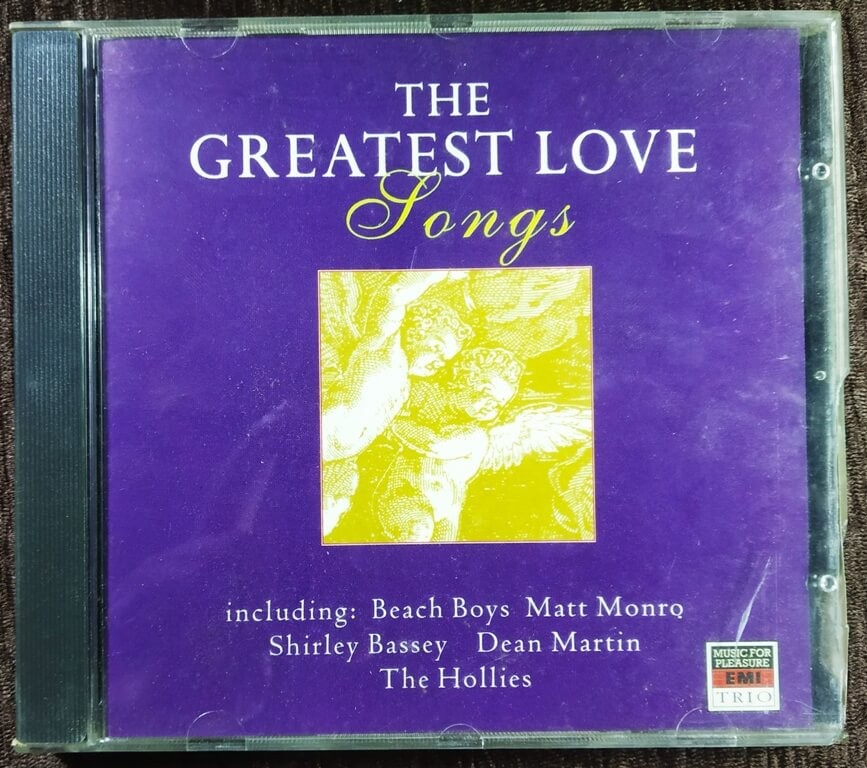 THE
GREATEST LOVE
Songs
including: Beach Boys Matt Monro
Shirley Bassey Dean Martin
The Hollies
MUSIC FOR
PLEASURE
EMI
TRIO